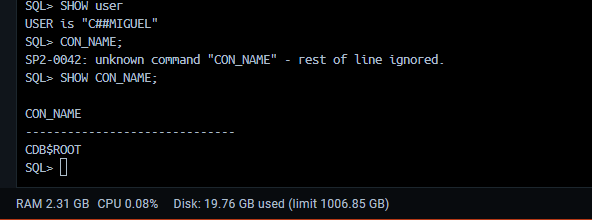 SQL> SHOW user
USER is "C##MIGUEL"
SQL> CON_NAME;
SP2-0042: unknown command "CON_NAME" - rest of line ignored.
SQL> SHOW CON_NAME;
CON_NAME
------------------------------
CDB$ROOT
SQL>
RAM 2.31 GB CPU 0.08% Disk: 19.76 GB used (limit 1006.85 GB)